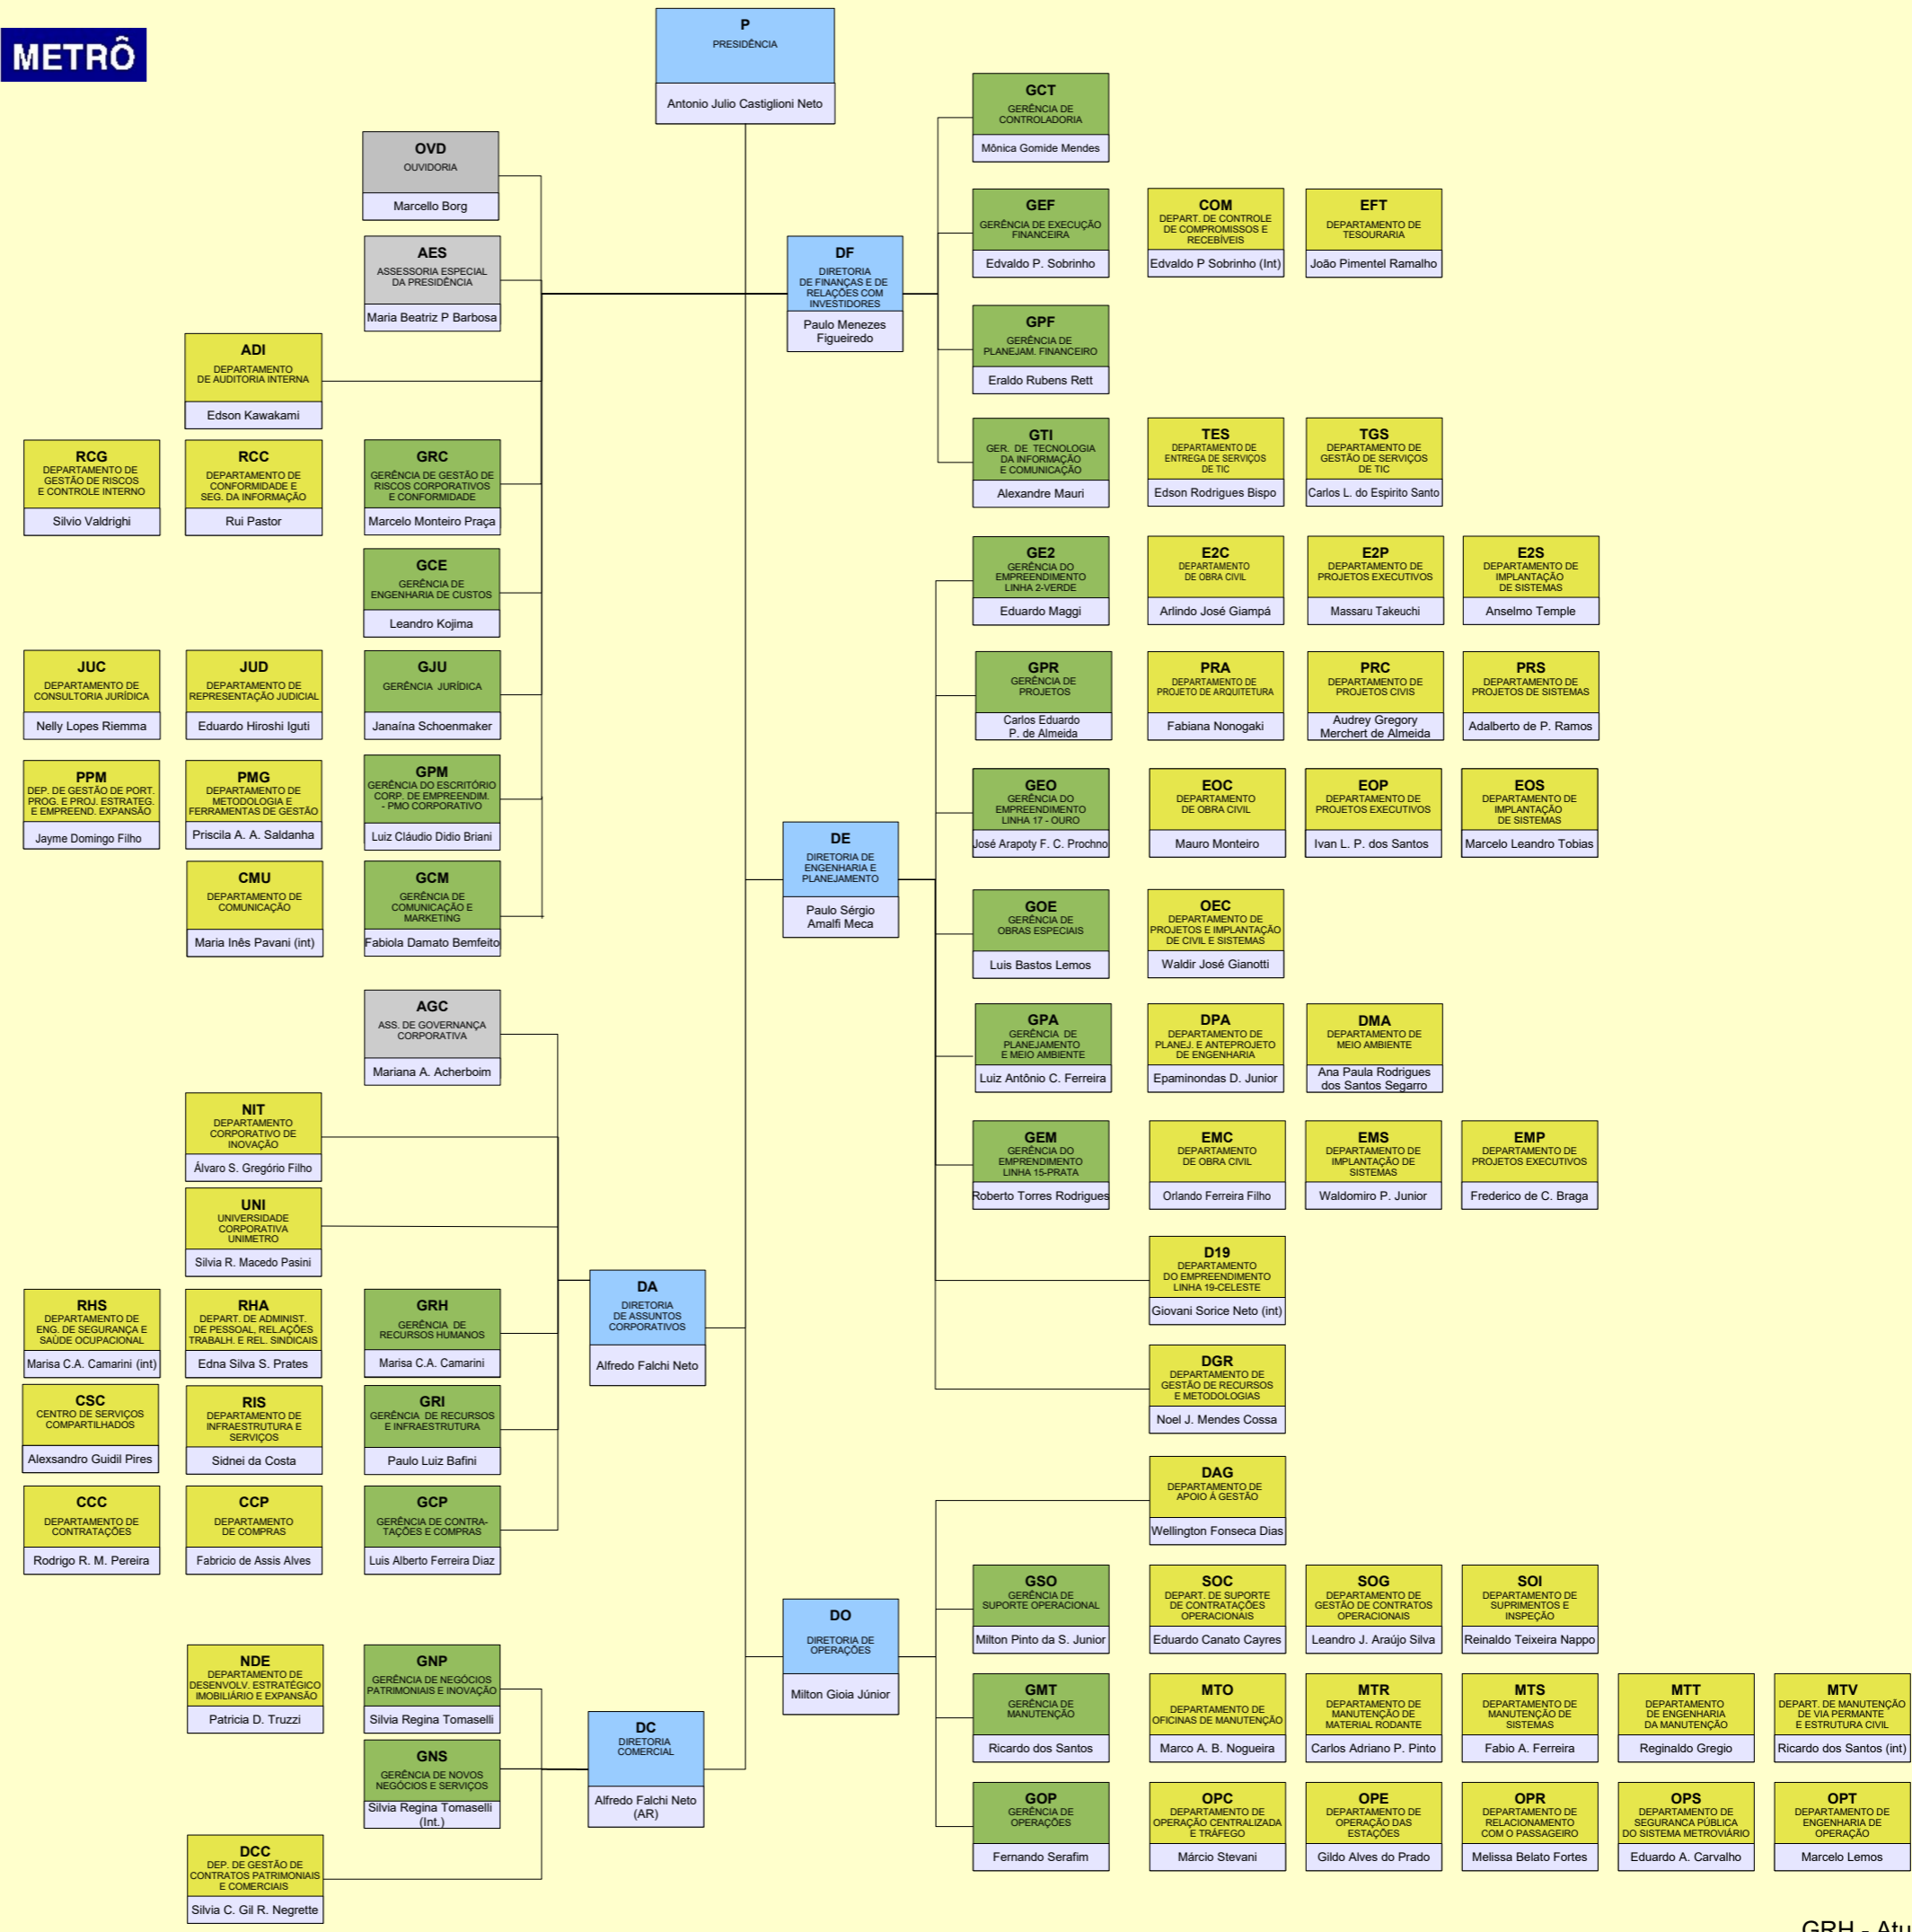 METRÔ
P
PRESIDÊNCIA
Antonio Julio Castiglioni Neto
OVD
OUVIDORIA
Marcello Borg
AES
ASSESSORIA ESPECIAL
DA PRESIDÊNCIA
Maria Beatriz P Barbosa
ADI
DEPARTAMENTO
DE AUDITORIA INTERNA
Edson Kawakami
RCG
DEPARTAMENTO DE
GESTÃO DE RISCOS
E CONTROLE INTERNO
Silvio Valdrighi
RCC
DEPARTAMENTO DE
CONFORMIDADE E
SEG. DA INFORMAÇÃO
Rui Pastor
GRC
GERÊNCIA DE GESTÃO DE
RISCOS CORPORATIVOS
E CONFORMIDADE
Marcelo Monteiro Praça
GCE
GERÊNCIA DE
ENGENHARIA DE CUSTOS
Leandro Kojima
JUC
DEPARTAMENTO DE
CONSULTORIA JURÍDICA
Nelly Lopes Riemma
JUD
DEPARTAMENTO DE
REPRESENTAÇÃO JUDICIAL
Eduardo Hiroshi Iguti
GJU
GERÊNCIA JURÍDICA
Janaína Schoenmaker
PPM
DEP. DE GESTÃO DE PORT.
PROG. E PROJ. ESTRATEG.
E EMPREEND. EXPANSÃO
Jayme Domingo Filho
PMG
DEPARTAMENTO DE
METODOLOGIA E
FERRAMENTAS DE GESTÃO
Priscila A. A. Saldanha
GPM
GERÊNCIA DO ESCRITÓRIO
CORP. DE EMPREENDIM.
- PMO CORPORATIVO
Luiz Cláudio Didio Briani
CMU
DEPARTAMENTO DE
COMUNICAÇÃO
Maria Inês Pavani (int)
GCM
GERÊNCIA DE
COMUNICAÇÃO E
MARKETING
Fabiola Damato Bemfeito
DF
DIRETORIA
DE FINANÇAS E DE
RELAÇÕES COM
INVESTIDORES
Paulo Menezes
Figueiredo
GCT
GERÊNCIA DE
CONTROLADORIA
Mônica Gomide Mendes
GEF
GERÊNCIA DE EXECUÇÃO
FINANCEIRA
Edvaldo P. Sobrinho
COM
DEPART. DE CONTROLE
DE COMPROMISSOS E
RECEBÍVEIS
Edvaldo P Sobrinho (Int)
EFT
DEPARTAMENTO DE
TESOURARIA
João Pimentel Ramalho
GPF
GERÊNCIA DE
PLANEJAM. FINANCEIRO
Eraldo Rubens Rett
GTI
GER. DE TECNOLOGIA
DA INFORMAÇÃO
E COMUNICAÇÃO
Alexandre Mauri
TES
DEPARTAMENTO DE
ENTREGA DE SERVIÇOS
DE TIC
Edson Rodrigues Bispo
TGS
DEPARTAMENTO DE
GESTÃO DE SERVIÇOS
DE TIC
Carlos L. do Espirito Santo
DE
DIRETORIA DE
ENGENHARIA E
PLANEJAMENTO
Paulo Sérgio
Amalfi Meca
GE2
GERÊNCIA DO
EMPREENDIMENTO
LINHA 2-VERDE
Eduardo Maggi
E2C
DEPARTAMENTO
DE OBRA CIVIL
Arlindo José Giampá
E2P
DEPARTAMENTO DE
PROJETOS EXECUTIVOS
Massaru Takeuchi
E2S
DEPARTAMENTO DE
IMPLANTAÇÃO
DE SISTEMAS
Anselmo Temple
GPR
GERÊNCIA DE
PROJETOS
Carlos Eduardo
P. de Almeida
PRA
DEPARTAMENTO DE
PROJETO DE ARQUITETURA
Fabiana Nonogaki
PRC
DEPARTAMENTO DE
PROJETOS CIVIS
Audrey Gregory
Merchert de Almeida
PRS
DEPARTAMENTO DE
PROJETOS DE SISTEMAS
Adalberto de P. Ramos
GEO
GERÊNCIA DO
EMPREENDIMENTO
LINHA 17 - OURO
José Arapoty F. C. Prochno
EOC
DEPARTAMENTO
DE OBRA CIVIL
Mauro Monteiro
EOP
DEPARTAMENTO DE
PROJETOS EXECUTIVOS
Ivan L. P. dos Santos
EOS
DEPARTAMENTO DE
IMPLANTAÇÃO
DE SISTEMAS
Marcelo Leandro Tobias
GOE
GERÊNCIA DE
OBRAS ESPECIAIS
Luis Bastos Lemos
OEC
DEPARTAMENTO DE
PROJETOS E IMPLANTAÇÃO
DE CIVIL E SISTEMAS
Waldir José Gianotti
GPA
GERÊNCIA DE
PLANEJAMENTO
E MEIO AMBIENTE
Luiz Antônio C. Ferreira
DPA
DEPARTAMENTO DE
PLANEJ. E ANTEPROJETO
DE ENGENHARIA
Epaminondas D. Junior
DMA
DEPARTAMENTO DE
MEIO AMBIENTE
Ana Paula Rodrigues
dos Santos Segarro
GEM
GERÊNCIA DO
EMPRENDIMENTO
LINHA 15-PRATA
Roberto Torres Rodrigues
EMC
DEPARTAMENTO
DE OBRA CIVIL
Orlando Ferreira Filho
EMS
DEPARTAMENTO DE
IMPLANTAÇÃO DE
SISTEMAS
Waldomiro P. Junior
EMP
DEPARTAMENTO DE
PROJETOS EXECUTIVOS
Frederico de C. Braga
D19
DEPARTAMENTO
DO EMPREENDIMENTO
LINHA 19-CELESTE
Giovani Sorice Neto (int)
DGR
DEPARTAMENTO DE
GESTÃO DE RECURSOS
E METODOLOGIAS
Noel J. Mendes Cossa
AGC
ASS. DE GOVERNANÇA
CORPORATIVA
Mariana A. Acherboim
NIT
DEPARTAMENTO
CORPORATIVO DE
INOVAÇÃO
Álvaro S. Gregório Filho
UNI
UNIVERSIDADE
CORPORATIVA
UNIMETRO
Silvia R. Macedo Pasini
DA
DIRETORIA
DE ASSUNTOS
CORPORATIVOS
Alfredo Falchi Neto
RHS
DEPARTAMENTO DE
ENG. DE SEGURANÇA E
SAÚDE OCUPACIONAL
Marisa C.A. Camarini (int)
RHA
DEPART. DE ADMINIST.
DE PESSOAL, REL.AÇÕES
TRABALH. E REL. SINDICAIS
Edna Silva S. Prates
GRH
GERÊNCIA DE
RECURSOS HUMANOS
Marisa C.A. Camarini
CSC
CENTRO DE SERVIÇOS
COMPARTILHADOS
Alexsandro Guidil Pires
RIS
DEPARTAMENTO DE
INFRAESTRUTURA E
SERVIÇOS
Sidnei da Costa
GRI
GERÊNCIA DE RECURSOS
E INFRAESTRUTURA
Paulo Luiz Bafini
CCC
DEPARTAMENTO DE
CONTRATAÇÕES
Rodrigo R. M. Pereira
CCP
DEPARTAMENTO
DE COMPRAS
Fabricio de Assis Alves
GCP
GERÊNCIA DE CONTRA-
TAÇÕES E COMPRAS
Luis Alberto Ferreira Diaz
DO
DIRETORIA DE
OPERAÇÕES
Milton Gioia Júnior
DAG
DEPARTAMENTO DE
APOIO Á GESTÃO
Wellington Fonseca Dias
GSO
GERÊNCIA DE
SUPORTE OPERACIONAL
Milton Pinto da S. Junior
SOC
DEPART. DE SUPORTE
DE CONTRATAÇÕES
OPERACIONAIS
Eduardo Canato Cayres
SOG
DEPARTAMENTO DE
GESTÃO DE CONTRATOS
OPERACIONAIS
Leandro J. Araújo Silva
SOI
DEPARTAMENTO DE
SUPRIMENTOS E
INSPEÇÃO
Reinaldo Teixeira Nappo
GMT
GERÊNCIA DE
MANUTENÇÃO
Ricardo dos Santos
MTO
DEPARTAMENTO DE
OFICINAS DE MANUTENÇÃO
Marco A. B. Nogueira
MTR
DEPARTAMENTO DE
MANUTENÇÃO DE
MATERIAL RODANTE
Carlos Adriano P. Pinto
MTS
DEPARTAMENTO DE
MANUTENÇÃO DE
SISTEMAS
Fabio A. Ferreira
MTT
DEPARTAMENTO
DE ENGENHARIA
DA MANUTENÇÃO
Reginaldo Gregio
MTV
DEPART. DE MANUTENÇÃO
DE VIA PERMANTE
E ESTRUTURA CIVIL
Ricardo dos Santos (int)
GOP
GERÊNCIA DE
OPERAÇÕES
Fernando Serafim
OPC
DEPARTAMENTO DE
OPERAÇÃO CENTRALIZADA
E TRÁFEGO
Márcio Stevani
OPE
DEPARTAMENTO DE
OPERAÇÃO DAS
ESTAÇÕES
Gildo Alves do Prado
OPR
DEPARTAMENTO DE
RELACIONAMENTO
COM O PASSAGEIRO
Melissa Belato Fortes
OPS
DEPARTAMENTO DE
SEGURANCA PÚBLICA
DO SISTEMA METROVIÁRIO
Eduardo A. Carvalho
OPT
DEPARTAMENTO DE
ENGENHARIA DE
OPERAÇÃO
Marcelo Lemos
NDE
DEPARTAMENTO DE
DESENVOLV. ESTRATÉGICO
IMOBILIÁRIO E EXPANSÃO
Patricia D. Truzzi
GNP
GERÊNCIA DE NEGÓCIOS
PATRIMONIAIS E INOVAÇÃO
Silvia Regina Tomaselli
GNS
GERÊNCIA DE NOVOS
NEGÓCIOS E SERVIÇOS
Silvia Regina Tomaselli
(Int.)
DC
DIRETORIA
COMERCIAL
Alfredo Falchi Neto
(AR)
DCC
DEP. DE GESTÃO DE
CONTRATOS PATRIMONIAIS
E COMERCIAIS
Silvia C. Gil R. Negrette
GRH - Atu